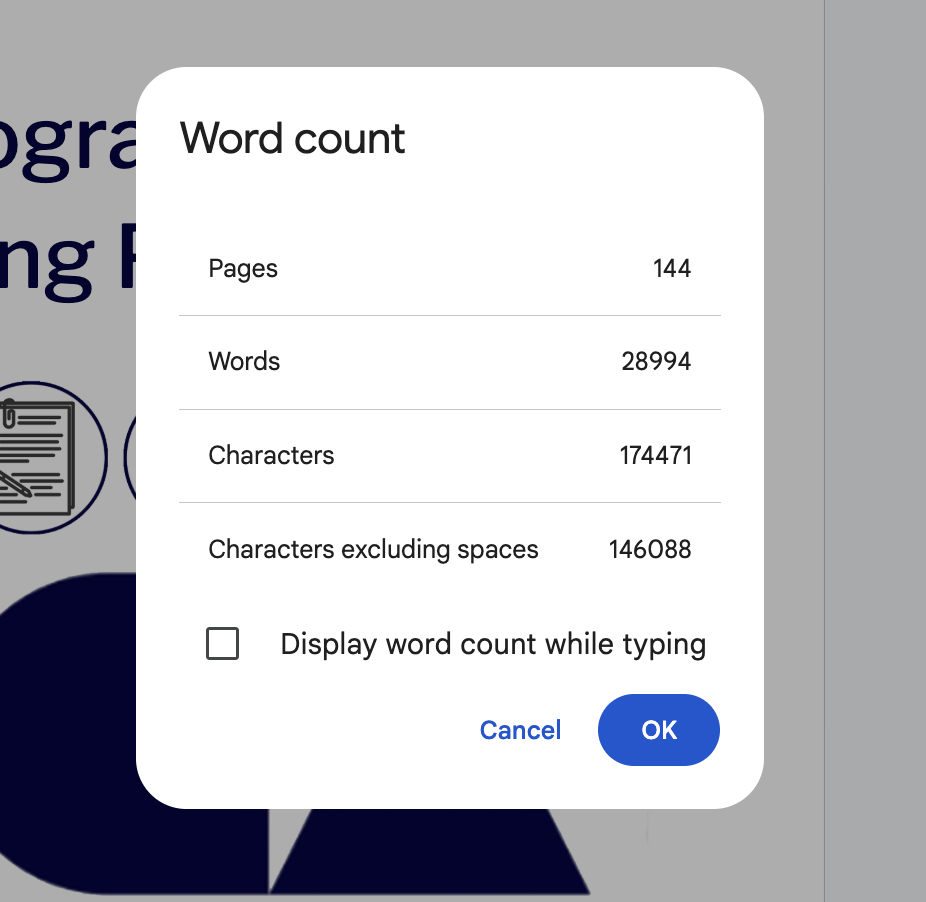 Word count
Pages 144
Words 28994
Characters 174471
Characters excluding spaces 146088
Display word count while typing
Cancel OK